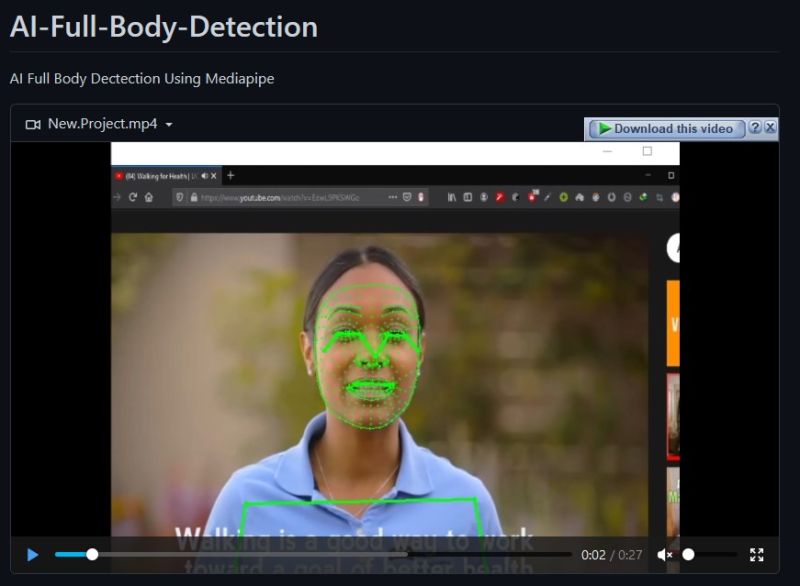 AI-Full-Body-Detection
AI Full Body Dectection Using Mediapipe
New.Project.mp4
Download this video
? X
(84) Walking for Health |
https://www.youtube.com/watch?v=
Walking is a good way to work
toward a goal of better health
0:02 / 0:27